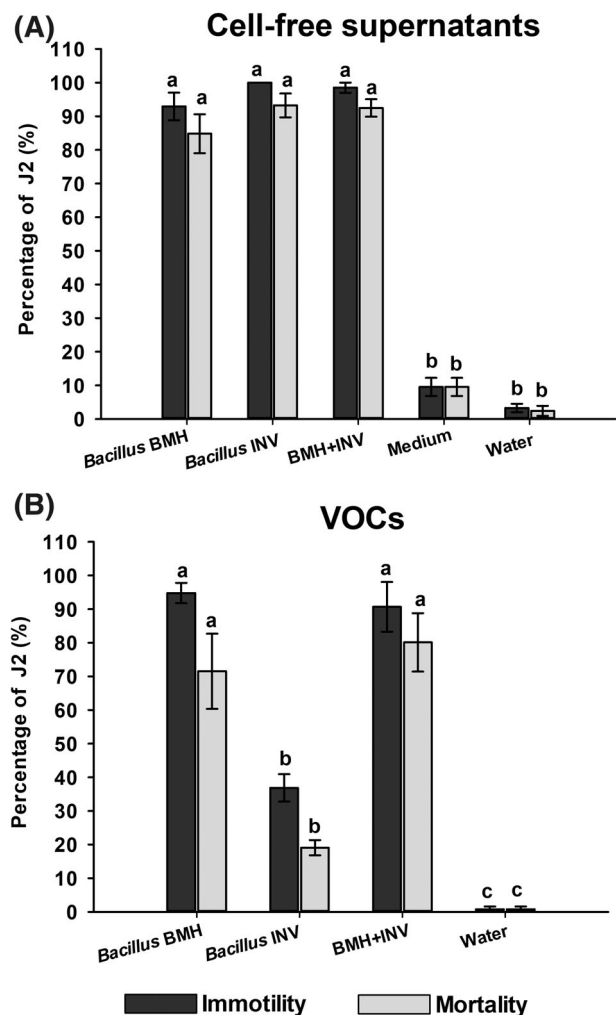 (A) Cell-free supernatants
Percentage of J2 (%)
110
100
90
80
70
60
50
40
30
20
10
0
a a a a a a b b b b
Bacillus BMH
Bacillus INV
BMH+INV
Medium
Water
(B) VOCs
Percentage of J2 (%)
110
100
90
80
70
60
50
40
30
20
10
0
a a b b a a c c
Bacillus BMH
Bacillus INV
BMH+INV
Water
Immotility Mortality